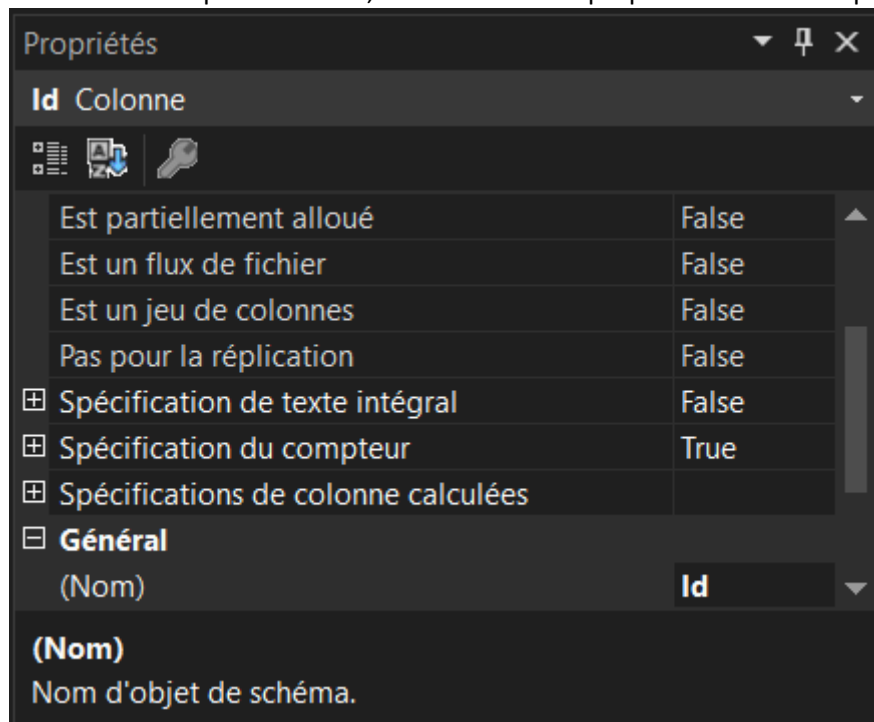 Propriétés
Id Colonne
Est partiellement alloué False
Est un flux de fichier False
Est un jeu de colonnes False
Pas pour la réplication False
Spécification de texte intégral False
Spécification du compteur True
Spécifications de colonne calculées
Général
(Nom) Id
(Nom)
Nom d'objet de schéma.